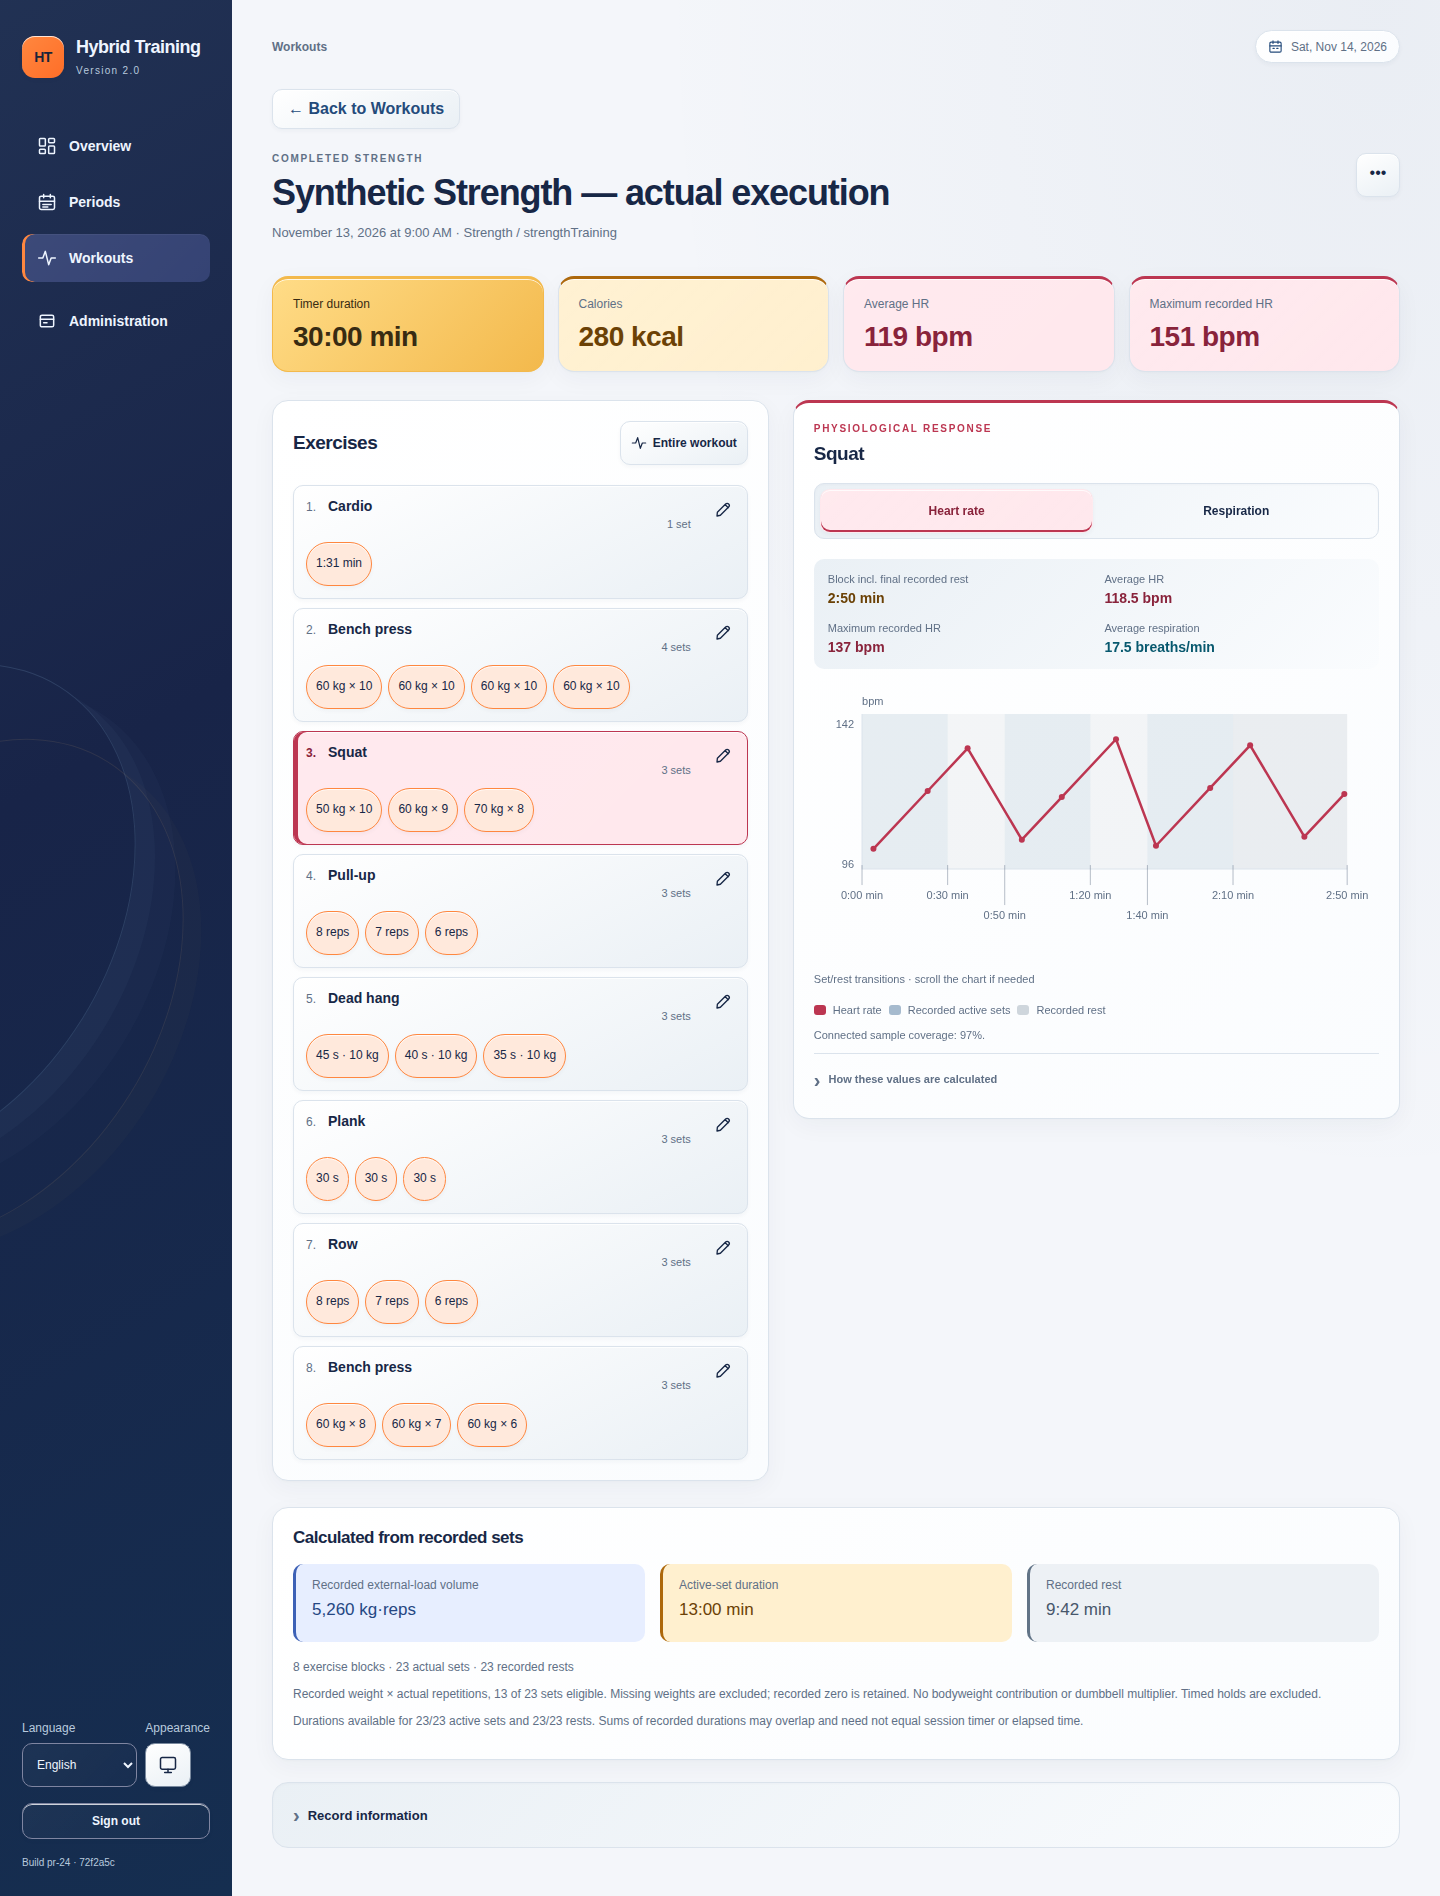 HT
Hybrid Training
Version 2.0
Overview
Periods
Workouts
Administration
Language
Appearance
English
Sign out
Build pr-24 · 72f2a5c
Workouts
Sat, Nov 14, 2026
← Back to Workouts
COMPLETED STRENGTH
Synthetic Strength — actual execution
•••
November 13, 2026 at 9:00 AM · Strength / strengthTraining
Timer duration
30:00 min
Calories
280 kcal
Average HR
119 bpm
Maximum recorded HR
151 bpm
Exercises
Entire workout
1. Cardio
1 set
1:31 min
2. Bench press
4 sets
60 kg × 10 60 kg × 10 60 kg × 10 60 kg × 10
3. Squat
3 sets
50 kg × 10 60 kg × 9 70 kg × 8
4. Pull-up
3 sets
8 reps 7 reps 6 reps
5. Dead hang
3 sets
45 s · 10 kg 40 s · 10 kg 35 s · 10 kg
6. Plank
3 sets
30 s 30 s 30 s
7. Row
3 sets
8 reps 7 reps 6 reps
8. Bench press
3 sets
60 kg × 8 60 kg × 7 60 kg × 6
PHYSIOLOGICAL RESPONSE
Squat
Heart rate Respiration
Block incl. final recorded rest
2:50 min
Average HR
118.5 bpm
Maximum recorded HR
137 bpm
Average respiration
17.5 breaths/min
bpm
142
96
0:00 min 0:30 min 1:20 min 2:10 min 2:50 min
0:50 min 1:40 min
Set/rest transitions · scroll the chart if needed
Heart rate Recorded active sets Recorded rest
Connected sample coverage: 97%.
› How these values are calculated
Calculated from recorded sets
Recorded external-load volume
5,260 kg·reps
Active-set duration
13:00 min
Recorded rest
9:42 min
8 exercise blocks · 23 actual sets · 23 recorded rests
Recorded weight × actual repetitions, 13 of 23 sets eligible. Missing weights are excluded; recorded zero is retained. No bodyweight contribution or dumbbell multiplier. Timed holds are excluded.
Durations available for 23/23 active sets and 23/23 rests. Sums of recorded durations may overlap and need not equal session timer or elapsed time.
› Record information